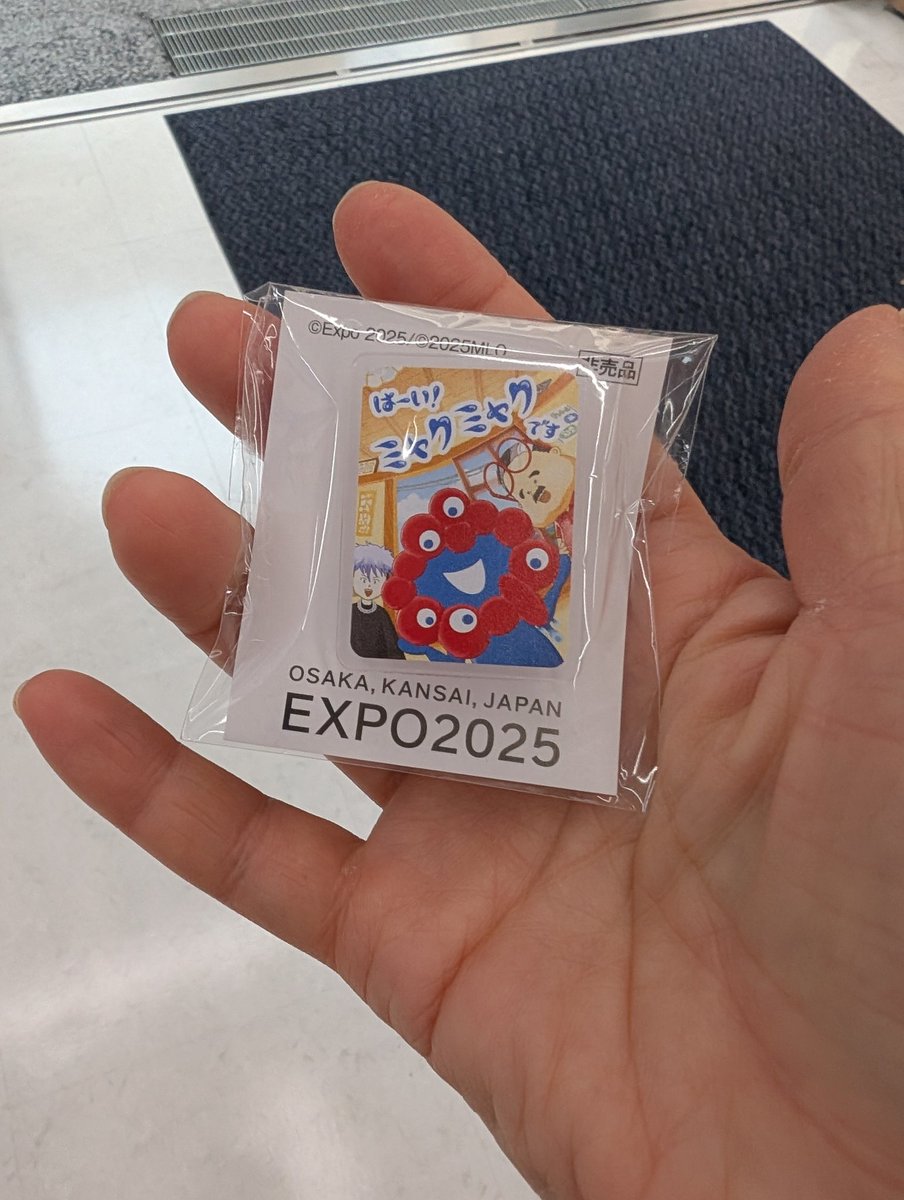 ©Expo 2025/©2025MLO
非売品
はーい!
ミャクミャク
です
OSAKA, KANSAI, JAPAN
EXPO2025